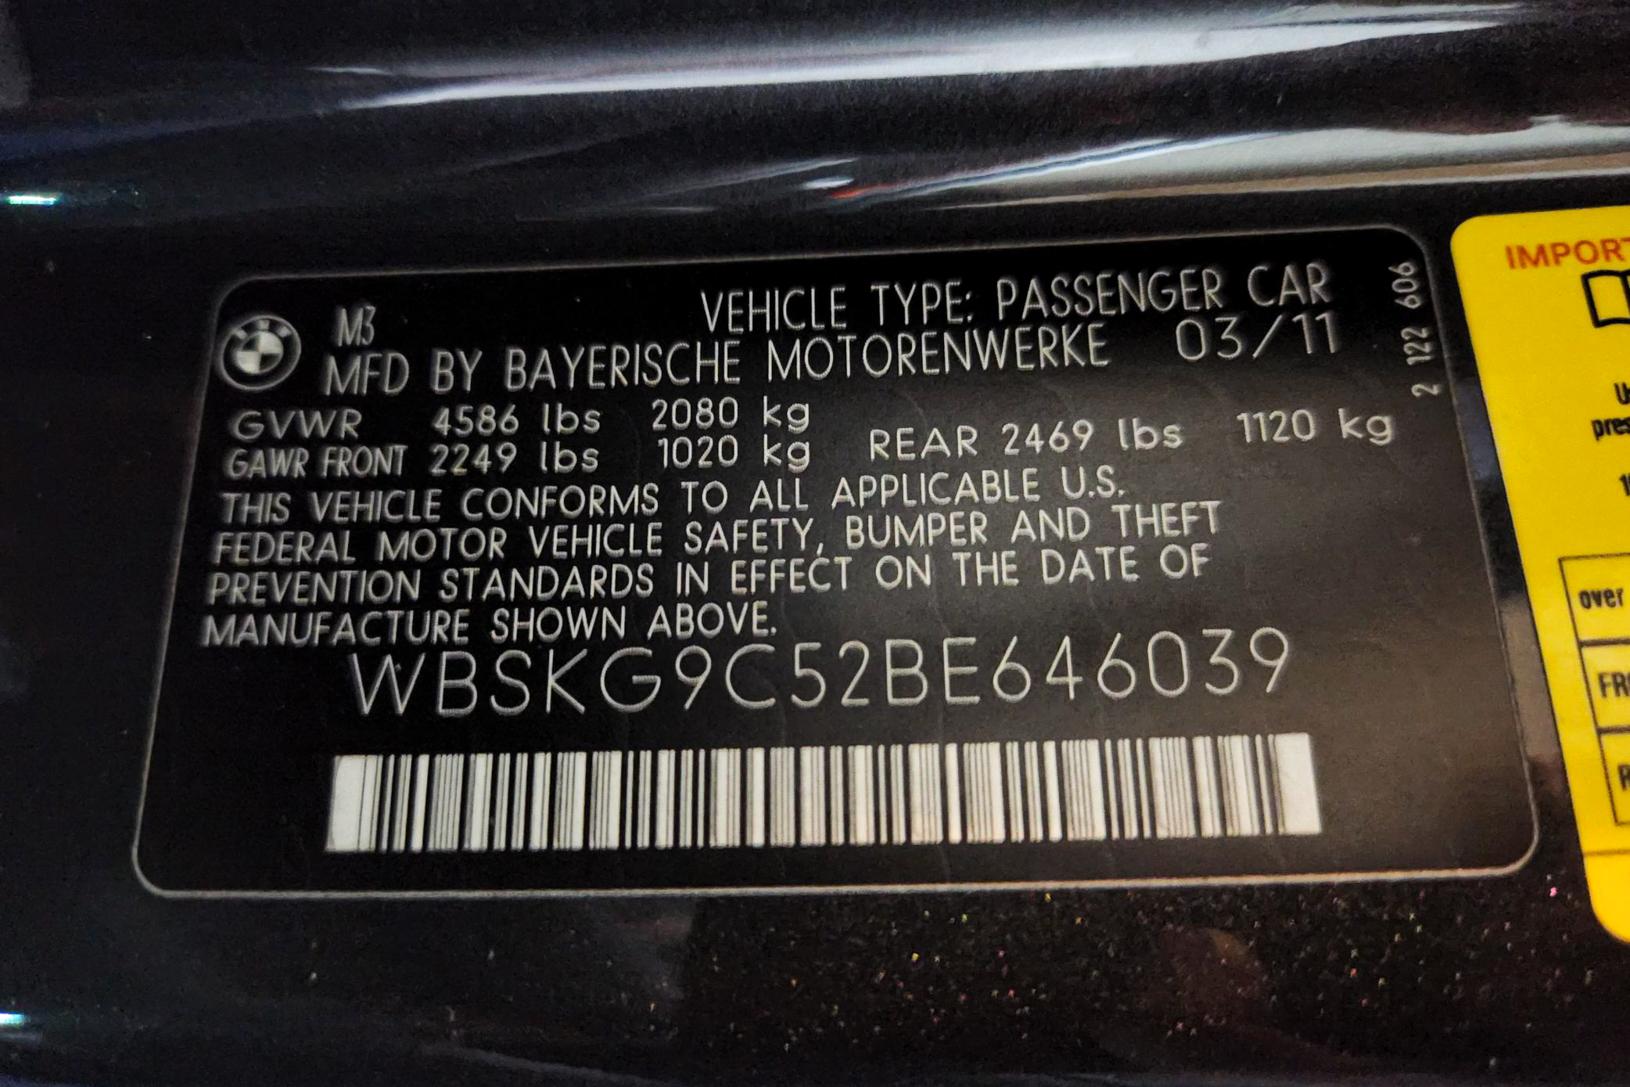 M3
VEHICLE TYPE: PASSENGER CAR
MFD BY BAYERISCHE MOTORENWERKE 03/11
2 122 606
GVWR 4586 lbs 2080 kg
GAWR FRONT 2249 lbs 1020 kg REAR 2469 lbs 1120 kg
THIS VEHICLE CONFORMS TO ALL APPLICABLE U.S.
FEDERAL MOTOR VEHICLE SAFETY, BUMPER AND THEFT
PREVENTION STANDARDS IN EFFECT ON THE DATE OF
MANUFACTURE SHOWN ABOVE.
WBSKG9C52BE646039
over